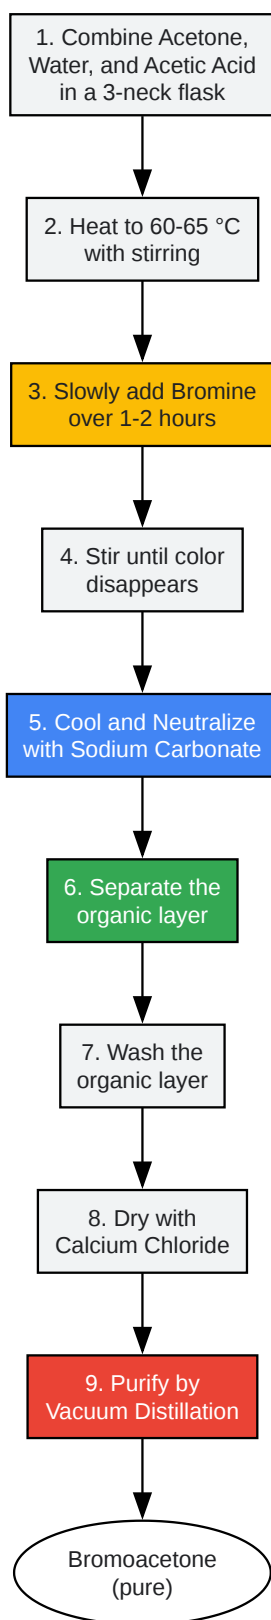 1. Combine Acetone,
Water, and Acetic Acid
in a 3-neck flask
2. Heat to 60-65 °C
with stirring
3. Slowly add Bromine
over 1-2 hours
4. Stir until color
disappears
5. Cool and Neutralize
with Sodium Carbonate
6. Separate the
organic layer
7. Wash the
organic layer
8. Dry with
Calcium Chloride
9. Purify by
Vacuum Distillation
Bromoacetone
(pure)